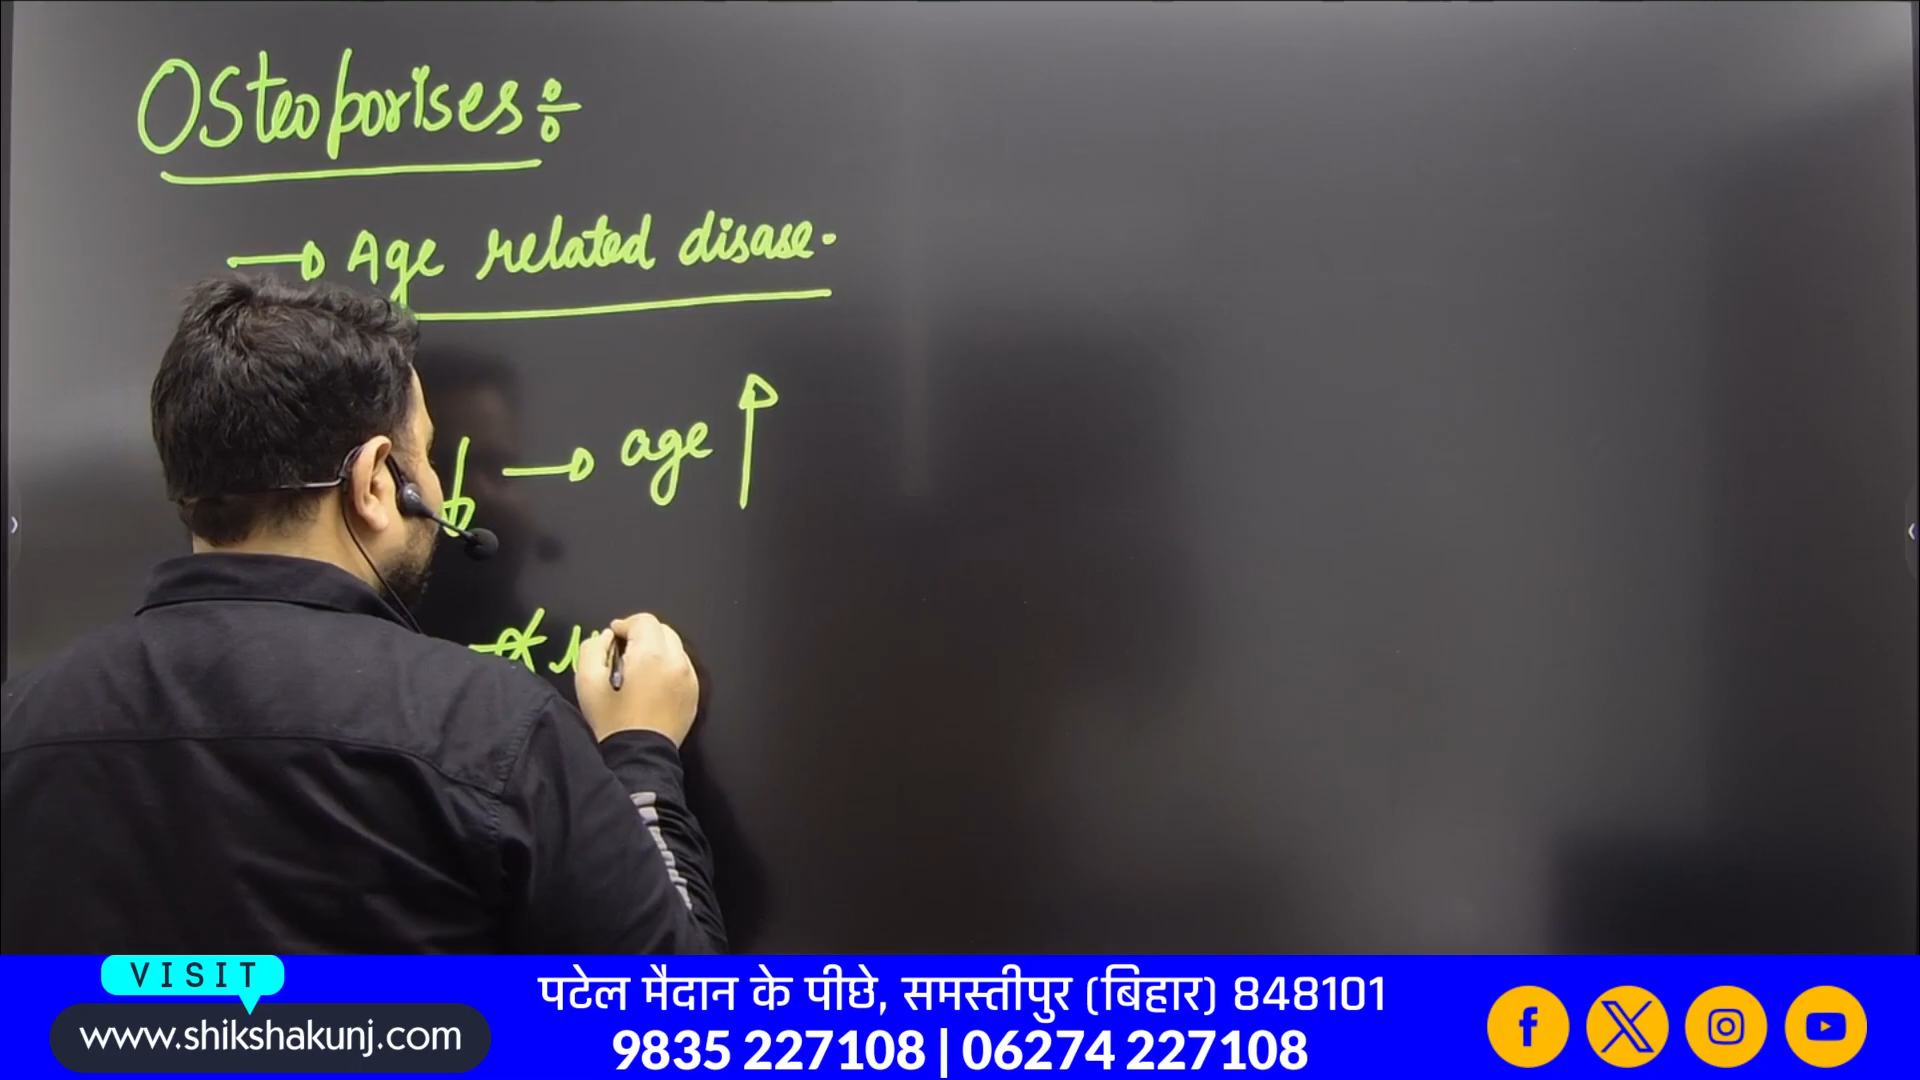 Osteoporises÷
Age related disase.
age
VISIT
www.shikshakunj.com
पटेल मैदान के पीछे, समस्तीपुर (बिहार) 848101
9835 227108 | 06274 227108